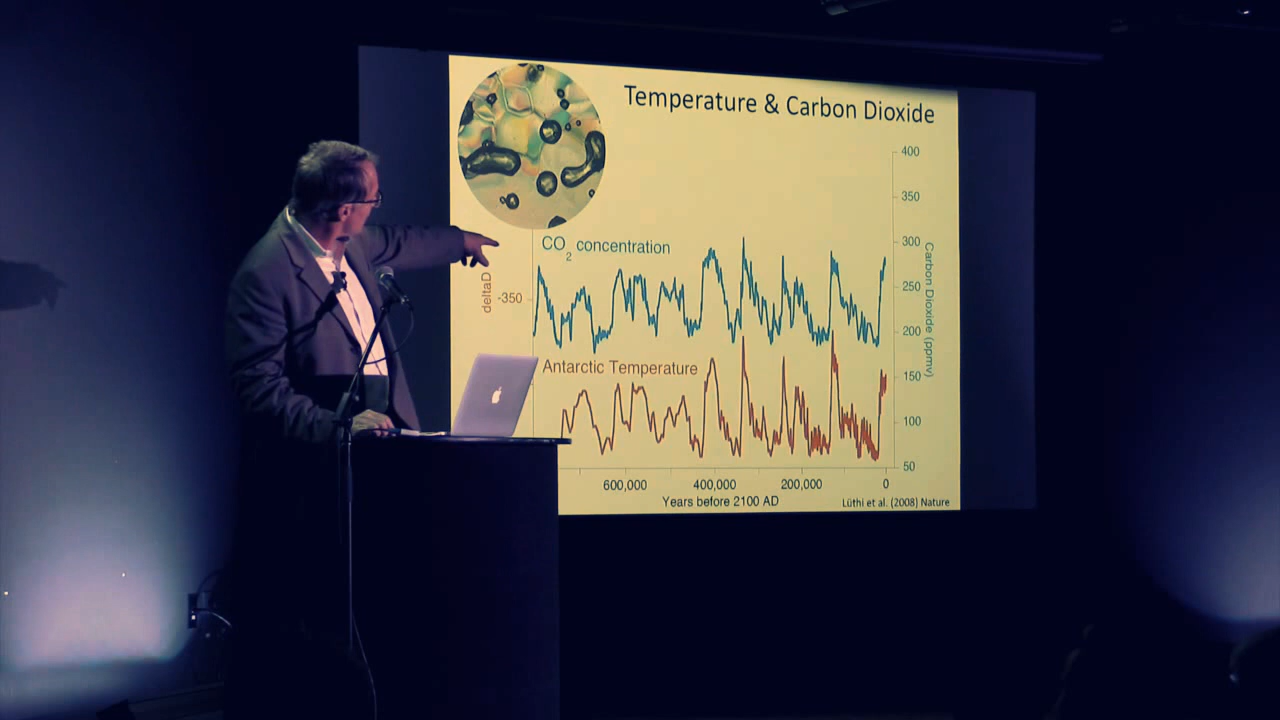 Temperature & Carbon Dioxide
400
350
300
250
200
150
100
50
Carbon Dioxide (ppmv)
CO2 concentration
deltaD
-350
Antarctic Temperature
600,000
400,000
200,000
0
Years before 2100 AD
Lüthi et al. (2008) Nature